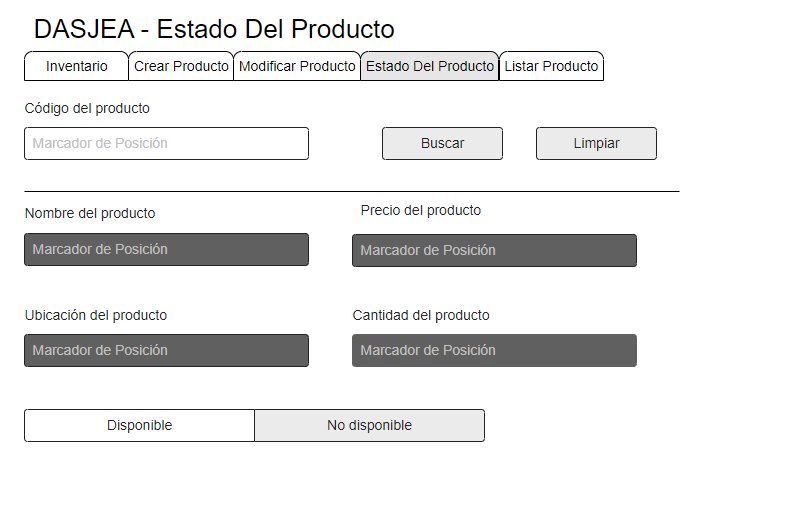 DASJEA - Estado Del Producto
Inventario Crear Producto Modificar Producto Estado Del Producto Listar Producto
Código del producto
Marcador de Posición Buscar Limpiar
Nombre del producto Precio del producto
Marcador de Posición Marcador de Posición
Ubicación del producto Cantidad del producto
Marcador de Posición Marcador de Posición
Disponible No disponible